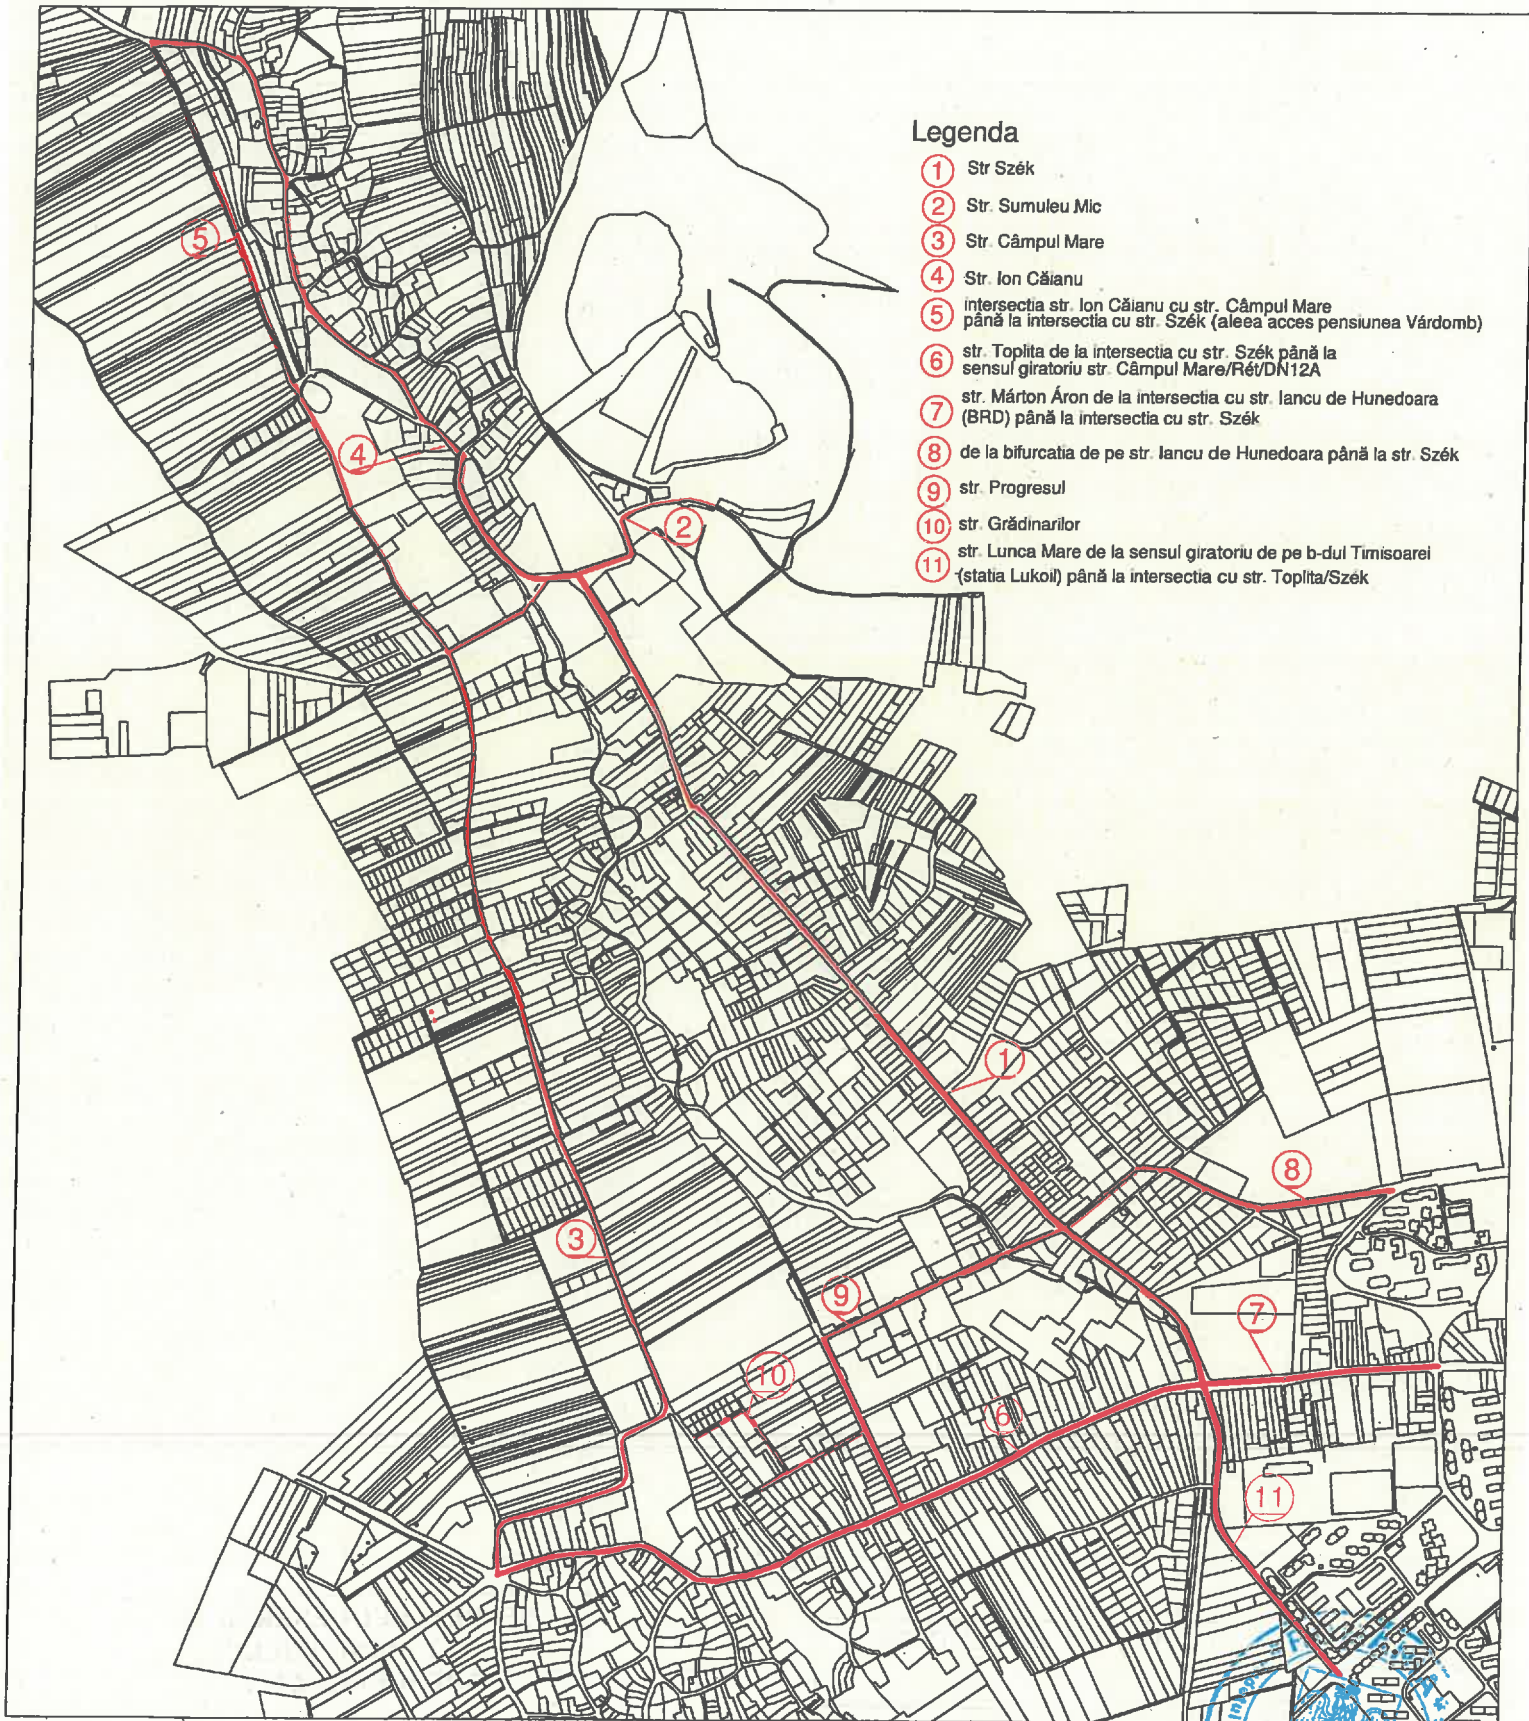 Legenda
1 Str Szék
2 Str. Sumuleu Mic
3 Str. Câmpul Mare
4 Str. Ion Căianu
5 intersectia str. Ion Căianu cu str. Câmpul Mare
până la intersectia cu str. Szék (aleea acces pensiunea Várdomb)
6 str. Toplita de la intersectia cu str. Szék până la
sensul giratoriu str. Câmpul Mare/Rét/DN12A
7 str. Márton Áron de la intersectia cu str. Iancu de Hunedoara
(BRD) până la intersectia cu str. Szék
8 de la bifurcatia de pe str. Iancu de Hunedoara până la str. Szék
9 str. Progresul
10 str. Grădinarilor
11 str. Lunca Mare de la sensul giratoriu de pe b-dul Timisoarei
(statia Lukoil) până la intersectia cu str. Toplita/Szék
5
4
2
1
8
3
9
7
10
6
11